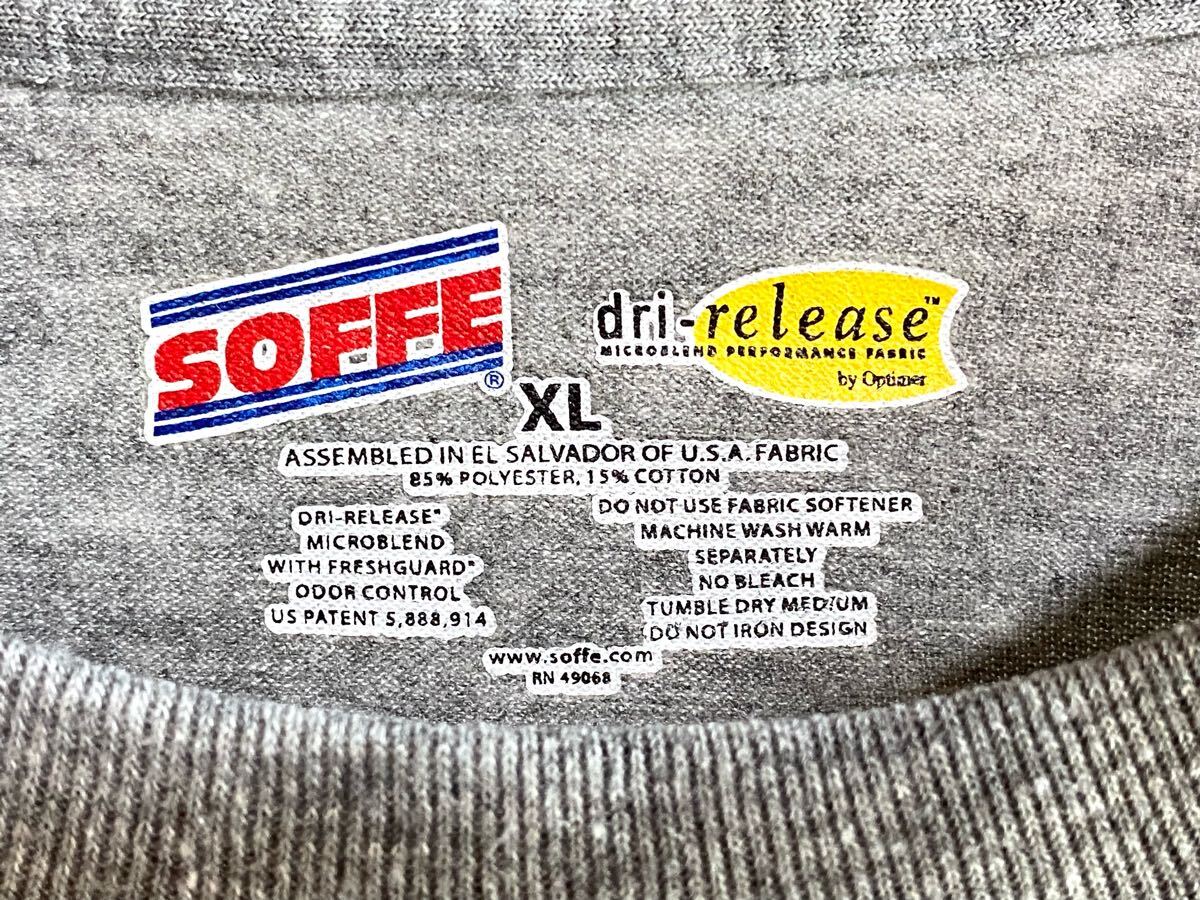 SOFFE®
dri-release™
MICROBLEND PERFORMANCE FABRIC
by Optimer
XL
ASSEMBLED IN EL SALVADOR OF U.S.A. FABRIC
85% POLYESTER, 15% COTTON
DRI-RELEASE®
MICROBLEND
WITH FRESHGUARD®
ODOR CONTROL
US PATENT 5,888,914
DO NOT USE FABRIC SOFTENER
MACHINE WASH WARM
SEPARATELY
NO BLEACH
TUMBLE DRY MEDIUM
DO NOT IRON DESIGN
www.soffe.com
RN 49068